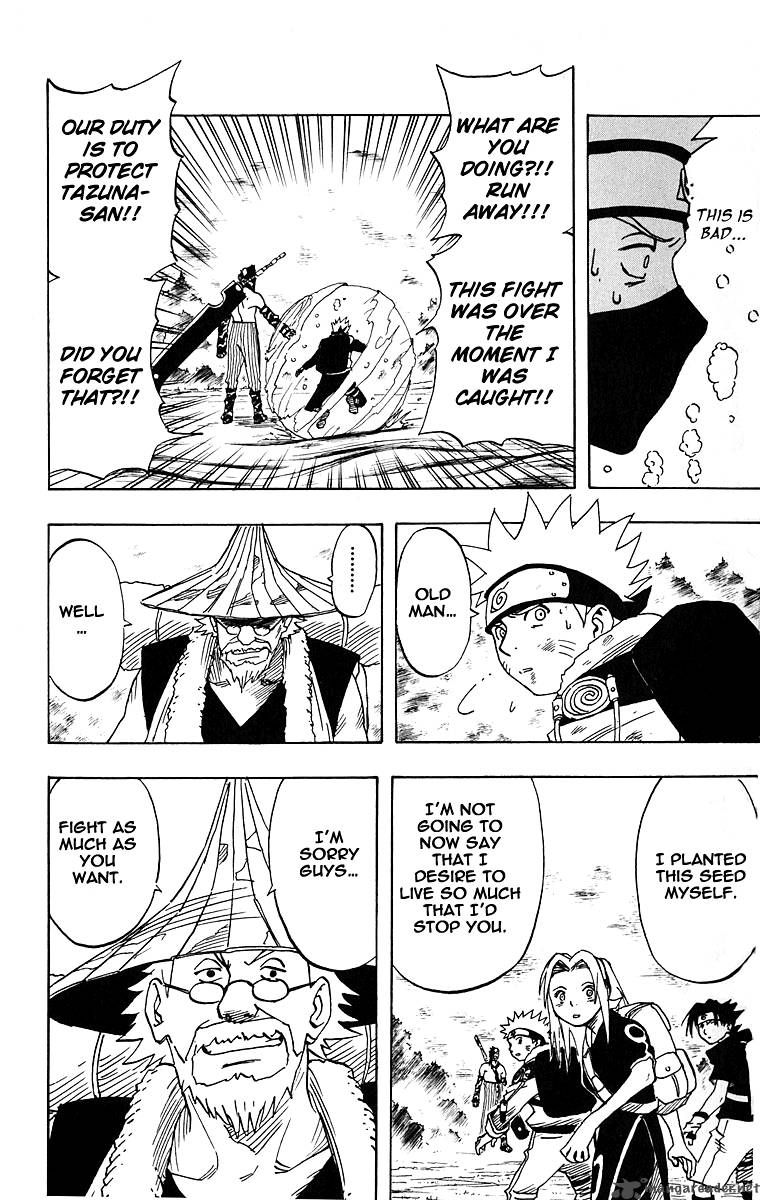 THIS IS
BAD...
WHAT ARE
YOU
DOING?!!
RUN
AWAY!!!
THIS FIGHT
WAS OVER
THE
MOMENT I
WAS
CAUGHT!!
OUR DUTY
IS TO
PROTECT
TAZUNA-
SAN!!
DID YOU
FORGET
THAT?!!
OLD
MAN...
........
WELL
...
I PLANTED
THIS SEED
MYSELF.
I'M NOT
GOING TO
NOW SAY
THAT I
DESIRE TO
LIVE SO MUCH
THAT I'D
STOP YOU.
I'M
SORRY
GUYS...
FIGHT AS
MUCH AS
YOU
WANT.
mangareader.net